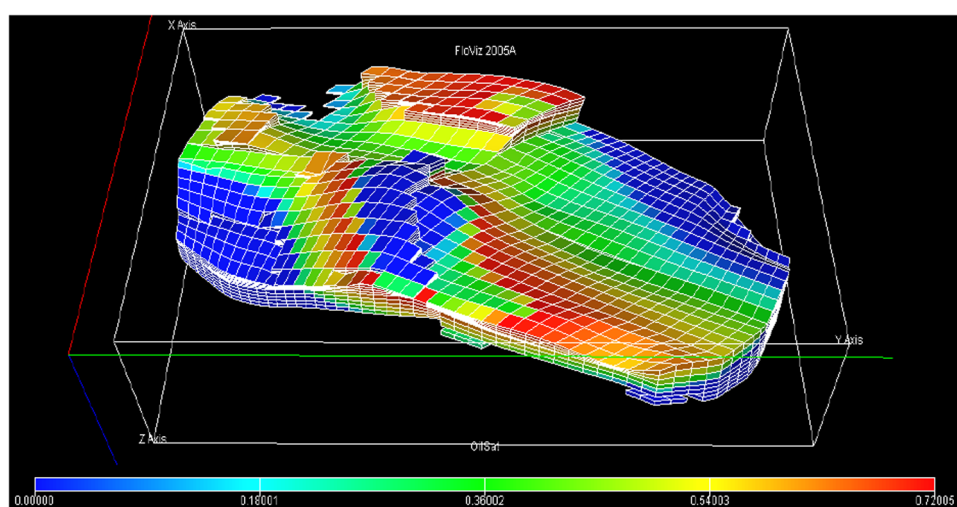 X Axis
FloViz 2005A
Y Axis
Z Axis
OilSat
0.00000 0.18001 0.36002 0.54003 0.72005